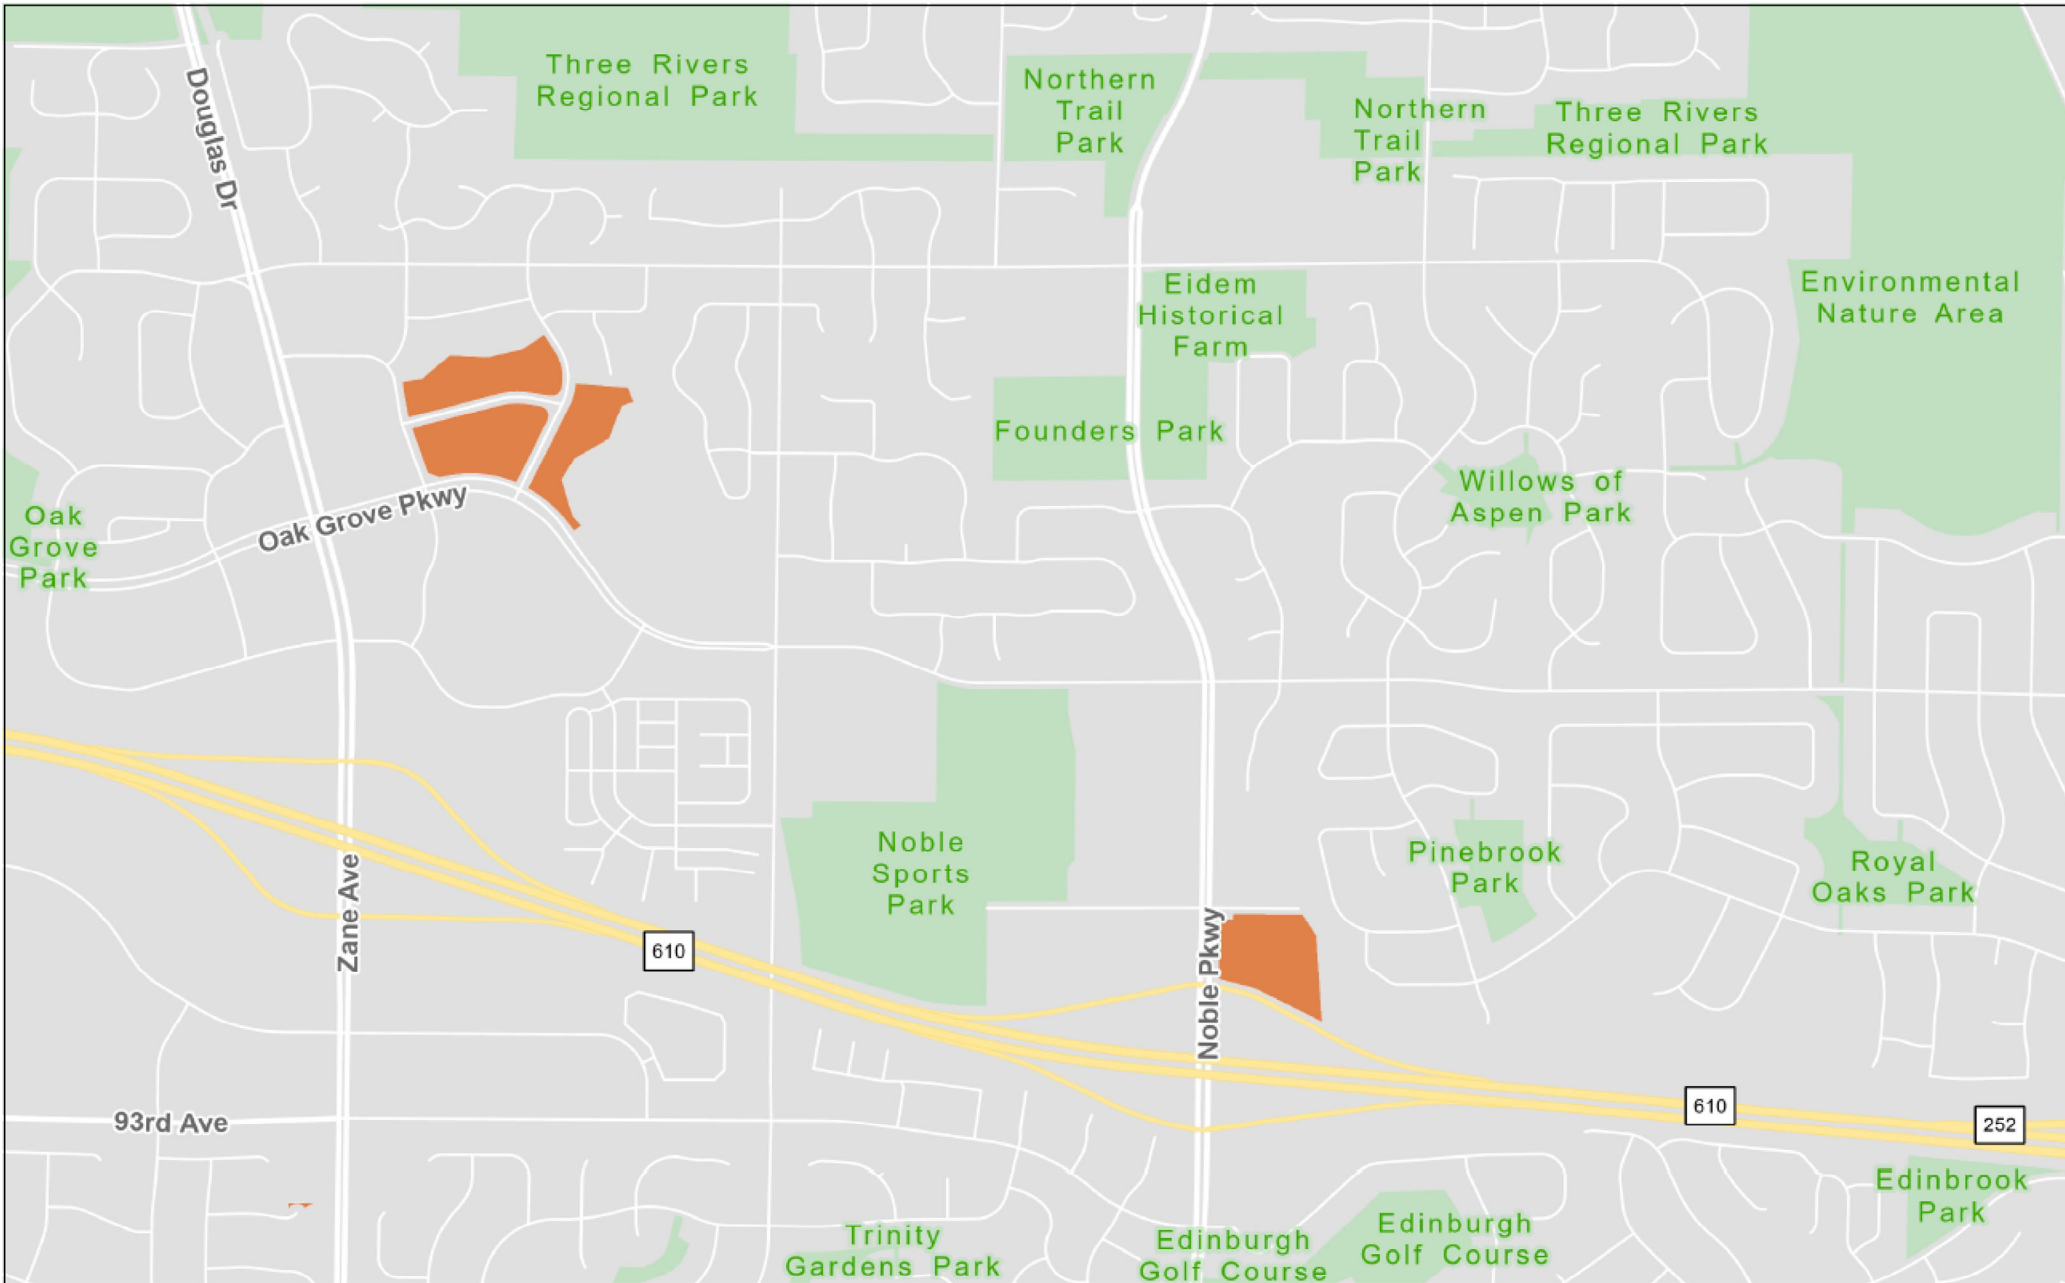 Three Rivers
Regional Park
Northern
Trail
Park
Northern
Trail
Park
Three Rivers
Regional Park
Douglas Dr
Eidem
Historical
Farm
Environmental
Nature Area
Founders Park
Willows of
Aspen Park
Oak
Grove
Park
Oak Grove Pkwy
Noble
Sports
Park
Pinebrook
Park
Royal
Oaks Park
Zane Ave
610
Noble Pkwy
610
252
93rd Ave
Edinbrook
Park
Trinity
Gardens Park
Edinburgh
Golf Course
Edinburgh
Golf Course